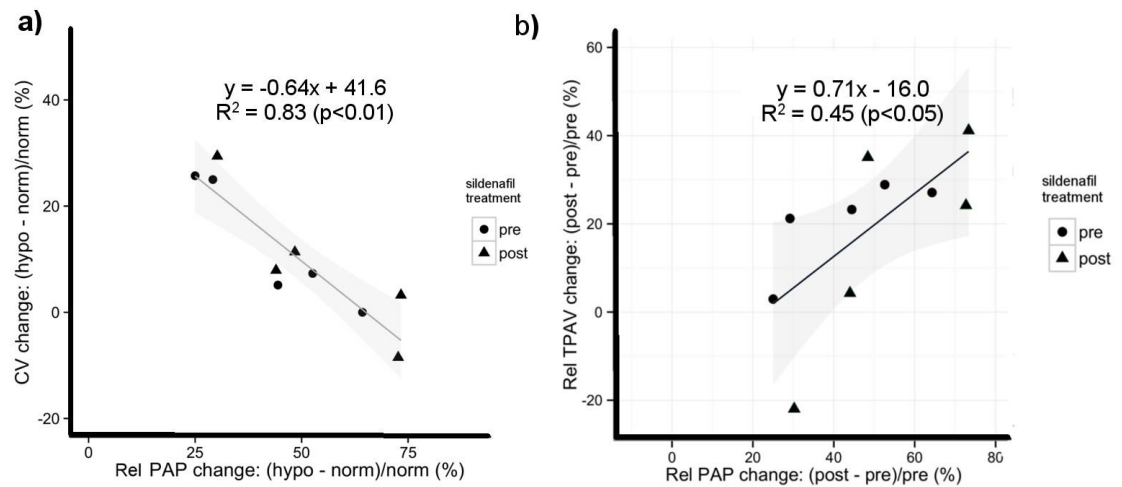 a)
y = -0.64x + 41.6
R² = 0.83 (p<0.01)
CV change: (hypo - norm)/norm (%)
40
20
0
-20
0
25
50
75
Rel PAP change: (hypo - norm)/norm (%)
sildenafil
treatment
pre
post
b)
y = 0.71x - 16.0
R² = 0.45 (p<0.05)
Rel TPAV change: (post - pre)/pre (%)
60
40
20
0
-20
0
20
40
60
80
Rel PAP change: (post - pre)/pre (%)
sildenafil
treatment
pre
post